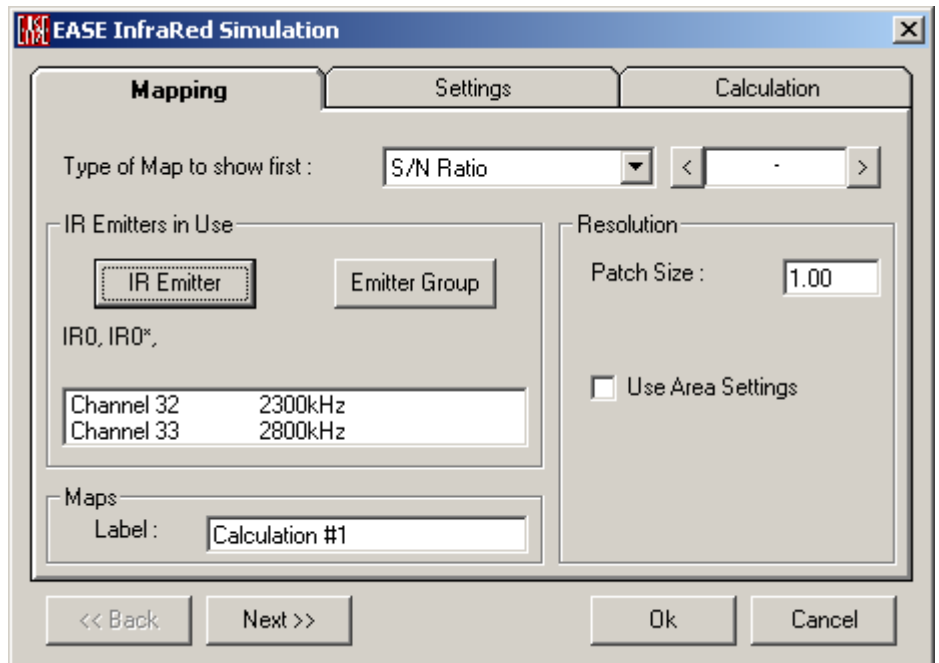 EASE EASE InfraRed Simulation
Mapping Settings Calculation
Type of Map to show first : S/N Ratio < - >
IR Emitters in Use
IR Emitter Emitter Group
IR0, IR0*,
Channel 32 2300kHz
Channel 33 2800kHz
Resolution
Patch Size : 1.00
Use Area Settings
Maps
Label : Calculation #1
<< Back Next >> Ok Cancel